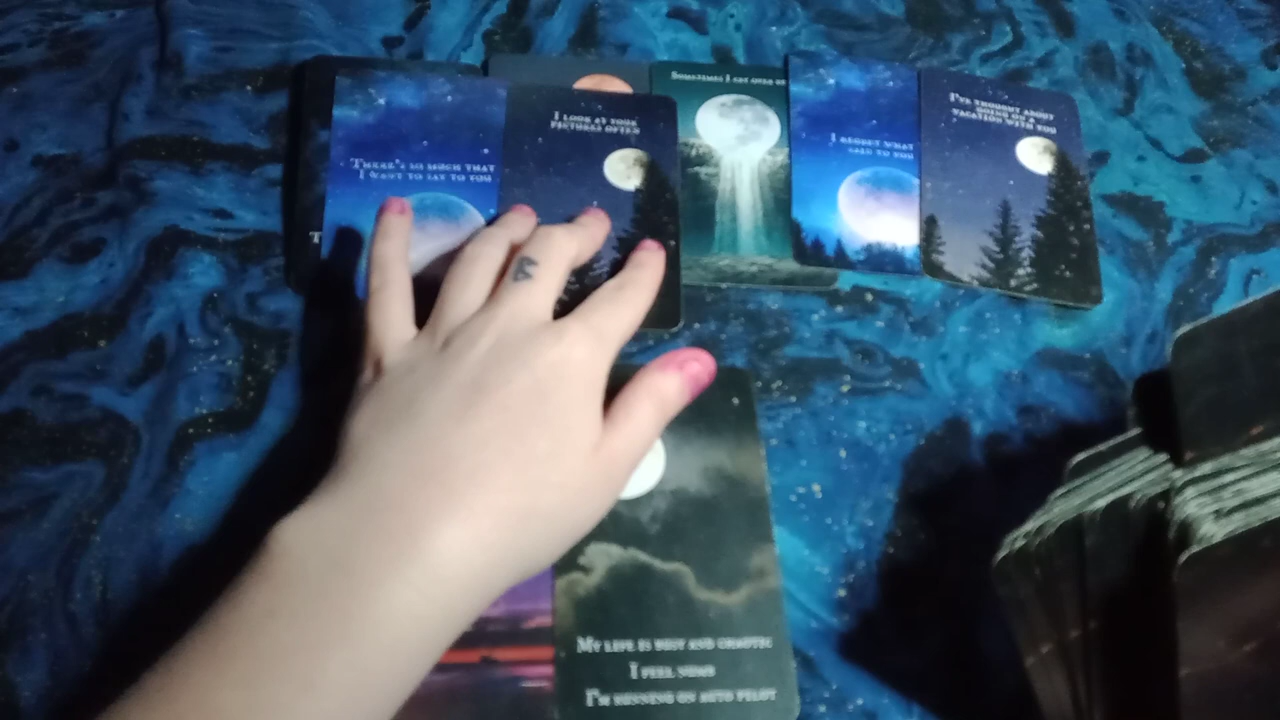 There's so much that
I want to say to you
T
I look at your
pictures often
Sometimes I get over
I regret what
said to you
I've thought about
going on a
vacation with you
My life is busy and chaotic
I feel numb
I'm running on auto pilot